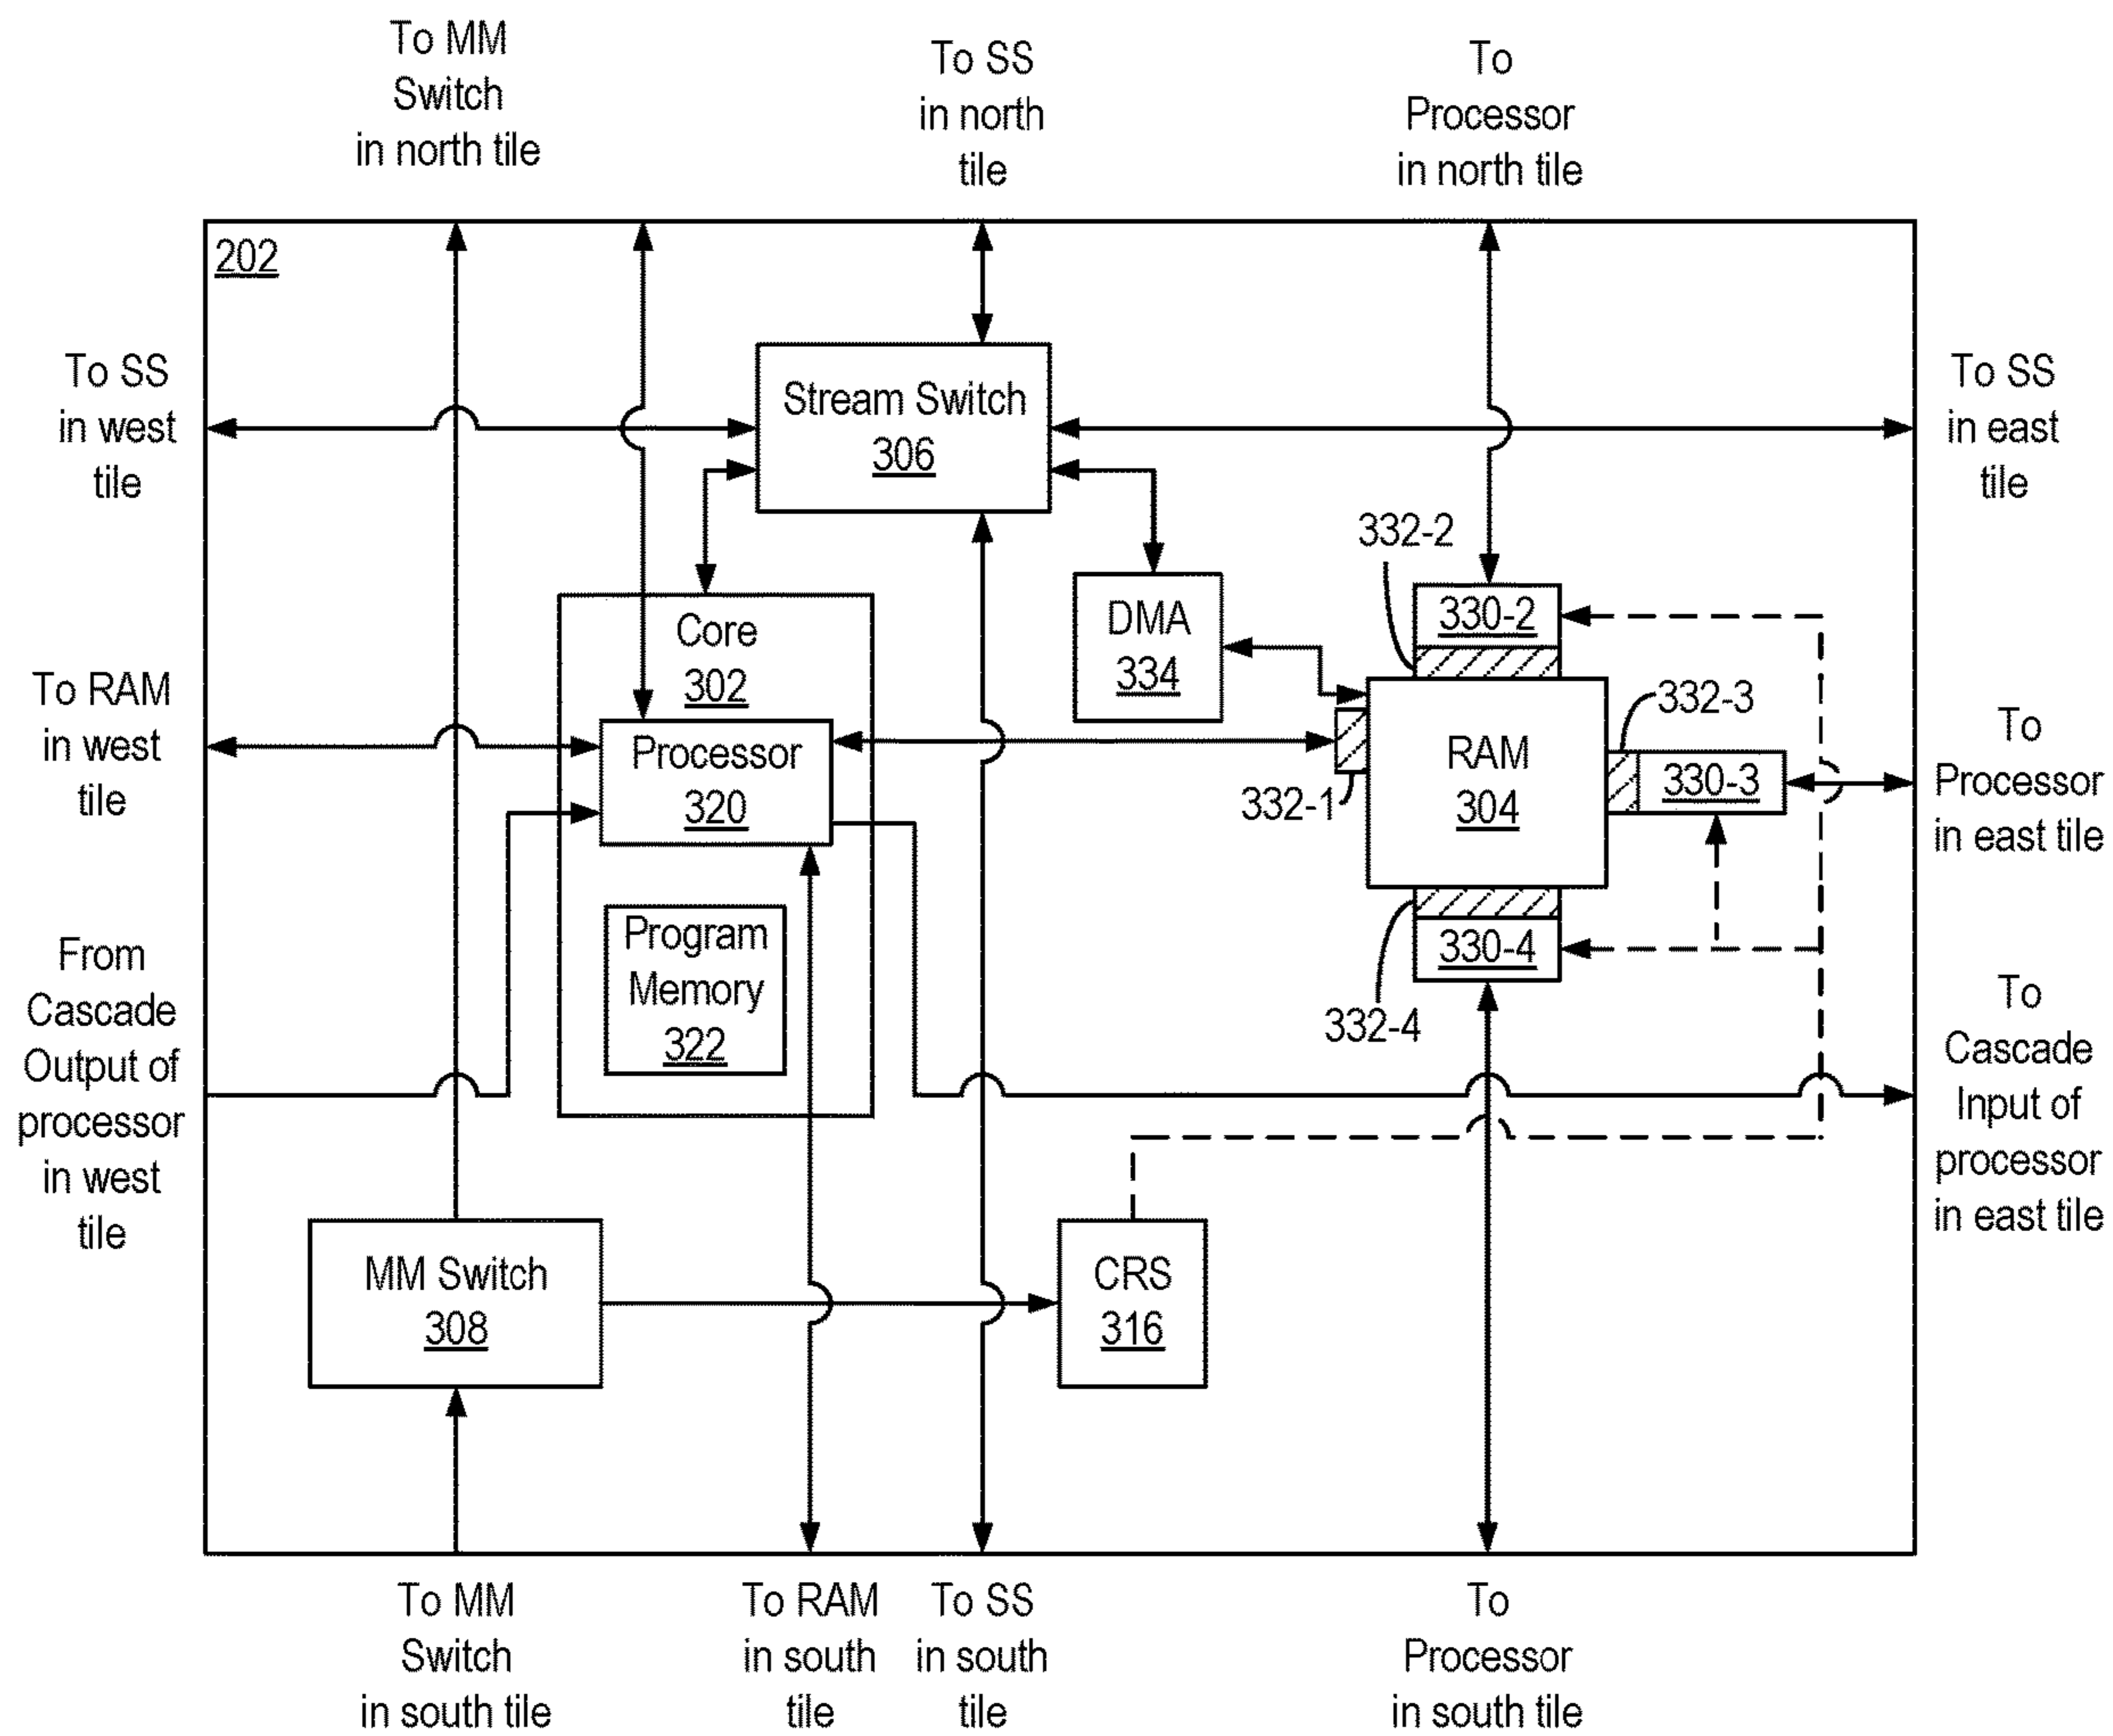 To MM
Switch
in north tile
To SS
in north
tile
To
Processor
in north tile
202
To SS
in west
tile
Stream Switch
306
To SS
in east
tile
332-2
Core
302
DMA
334
330-2
To RAM
in west
tile
Processor
320
332-1
RAM
304
332-3
330-3
To
Processor
in east tile
Program
Memory
322
330-4
332-4
From
Cascade
Output of
processor
in west
tile
To
Cascade
Input of
processor
in east tile
MM Switch
308
CRS
316
To MM
Switch
in south tile
To RAM
in south
tile
To SS
in south
tile
To
Processor
in south tile